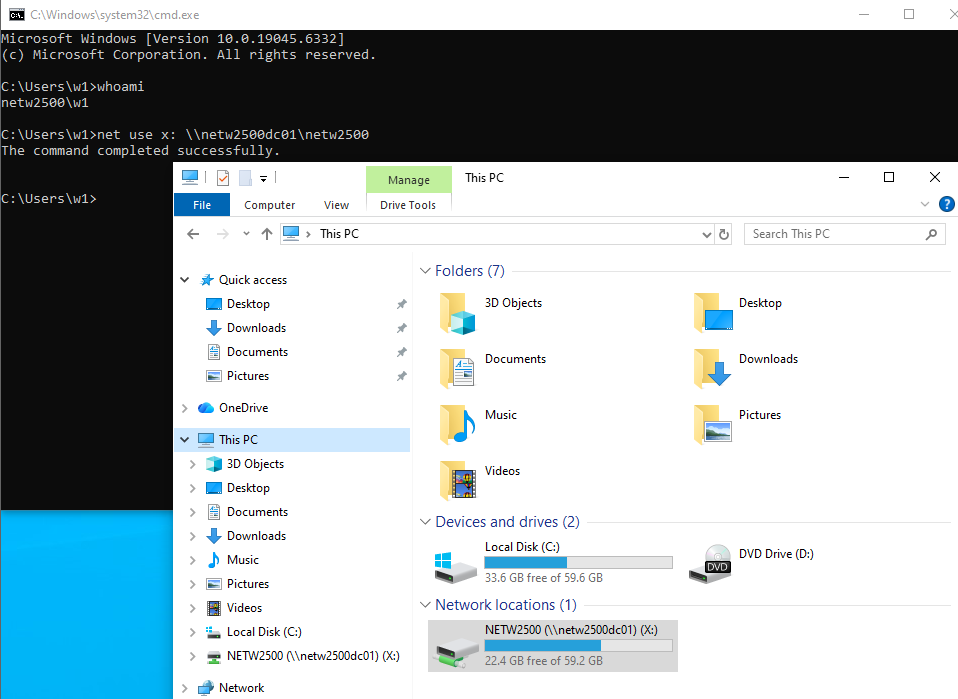 C:\Windows\system32\cmd.exe
Microsoft Windows [Version 10.0.19045.6332]
(c) Microsoft Corporation. All rights reserved.
C:\Users\w1>whoami
netw2500\w1
C:\Users\w1>net use x: \\netw2500dc01\netw2500
The command completed successfully.
C:\Users\w1>
Manage
This PC
File
Computer
View
Drive Tools
This PC
Search This PC
Quick access
Desktop
Downloads
Documents
Pictures
OneDrive
This PC
3D Objects
Desktop
Documents
Downloads
Music
Pictures
Videos
Local Disk (C:)
NETW2500 (\\netw2500dc01) (X:)
Network
Folders (7)
3D Objects
Desktop
Documents
Downloads
Music
Pictures
Videos
Devices and drives (2)
Local Disk (C:)
33.6 GB free of 59.6 GB
DVD Drive (D:)
DVD
Network locations (1)
NETW2500 (\\netw2500dc01) (X:)
22.4 GB free of 59.2 GB